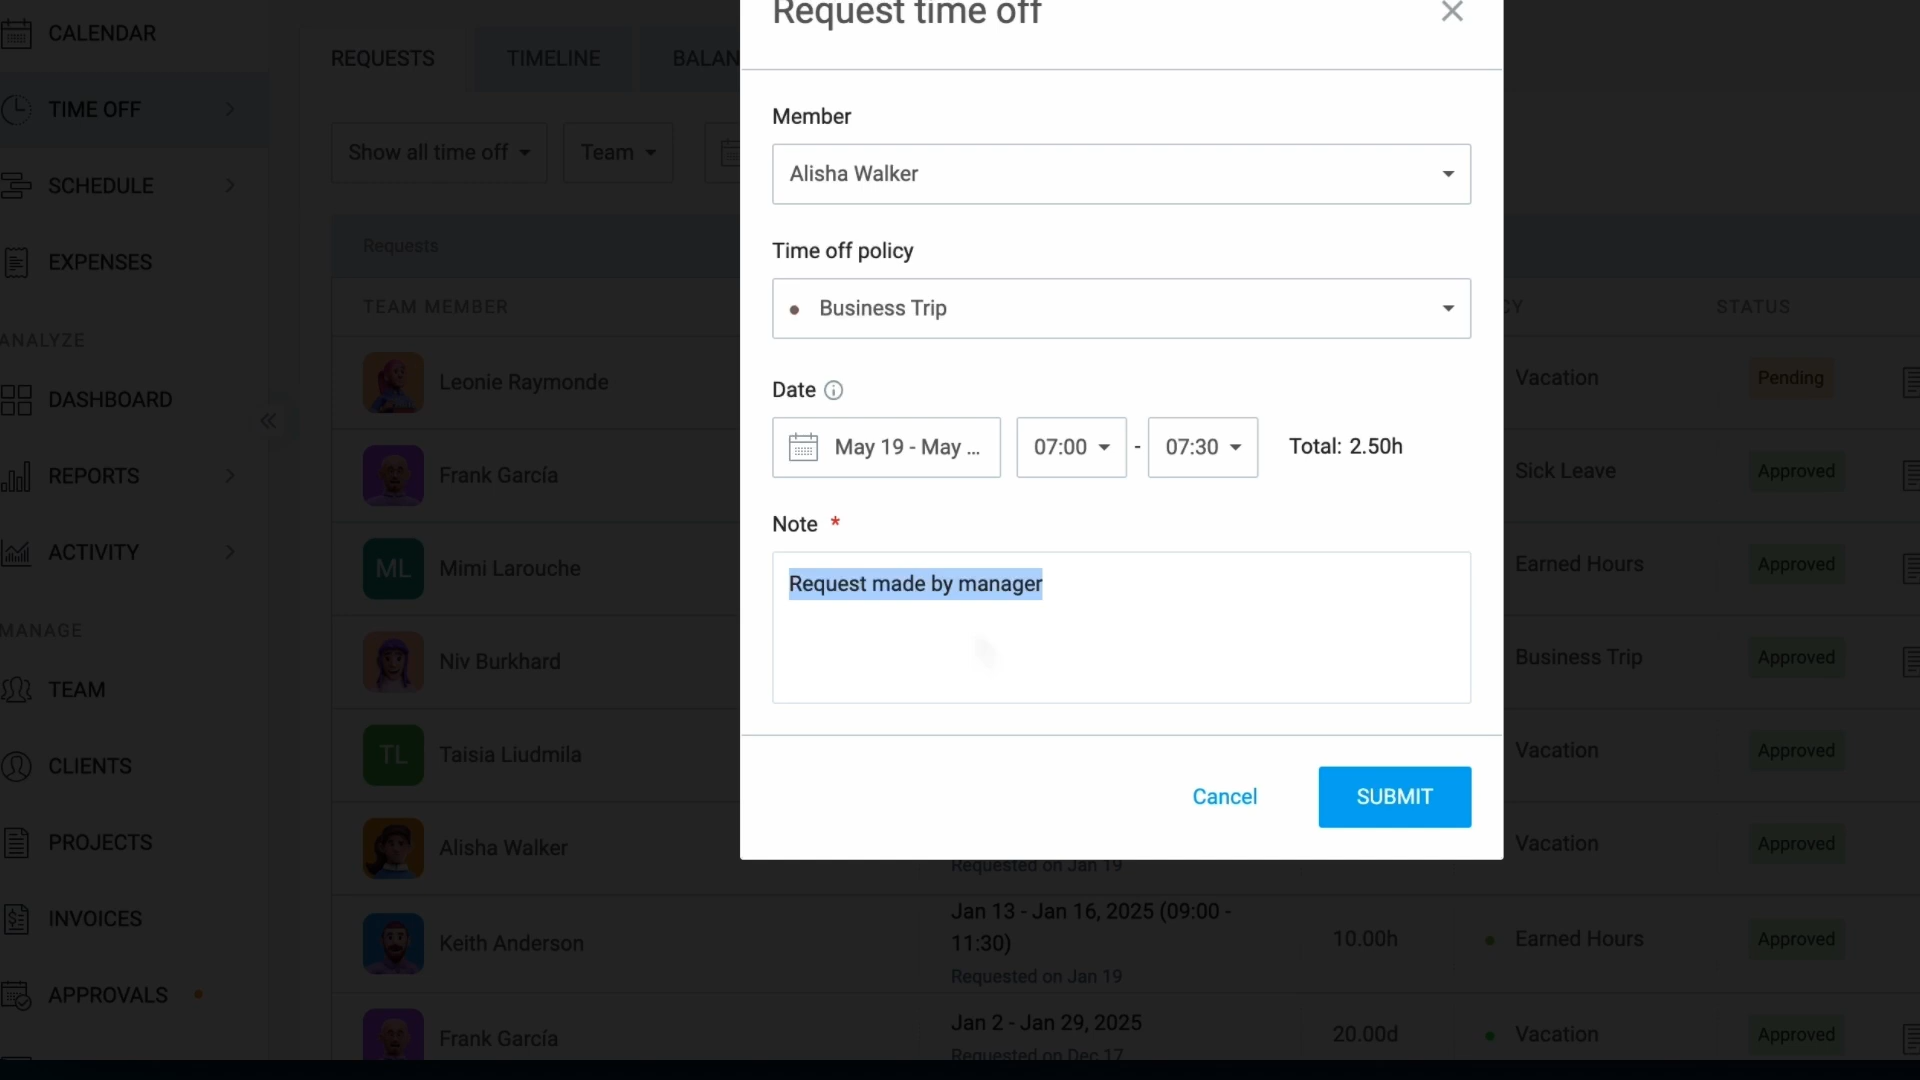 CALENDAR
TIME OFF
SCHEDULE
EXPENSES
ANALYZE
DASHBOARD
REPORTS
ACTIVITY
MANAGE
TEAM
CLIENTS
PROJECTS
INVOICES
APPROVALS
REQUESTS TIMELINE BALAN
Show all time off Team
Requests
TEAM MEMBER CY STATUS
Leonie Raymonde Vacation Pending
Frank García Sick Leave Approved
ML Mimi Larouche Earned Hours Approved
Niv Burkhard Business Trip Approved
TL Taisia Liudmila Vacation Approved
Alisha Walker Vacation Approved
Requested on Jan 19
Keith Anderson Jan 13 - Jan 16, 2025 (09:00 -
11:30) 10.00h Earned Hours Approved
Requested on Jan 19
Frank García Jan 2 - Jan 29, 2025 20.00d Vacation Approved
Requested on Dec 17
Request time off
Member
Alisha Walker
Time off policy
Business Trip
Date
May 19 - May ... 07:00 - 07:30 Total: 2.50h
Note *
Request made by manager
Cancel SUBMIT